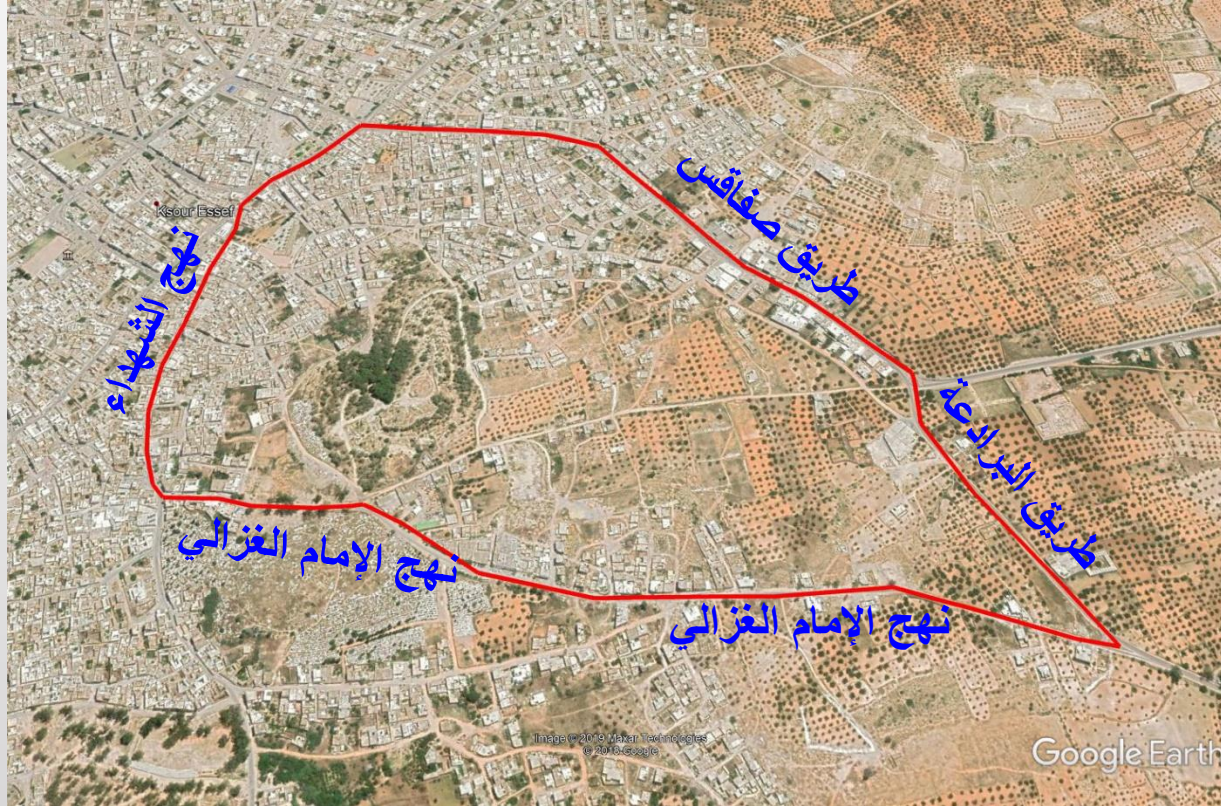 Ksour Essef
طريق صفاقس
نهج الشهداء
طريق البرادعة
نهج الإمام الغزالي
نهج الإمام الغزالي
Image © 2019 Maxar Technologies
© 2018 Google
Google Earth